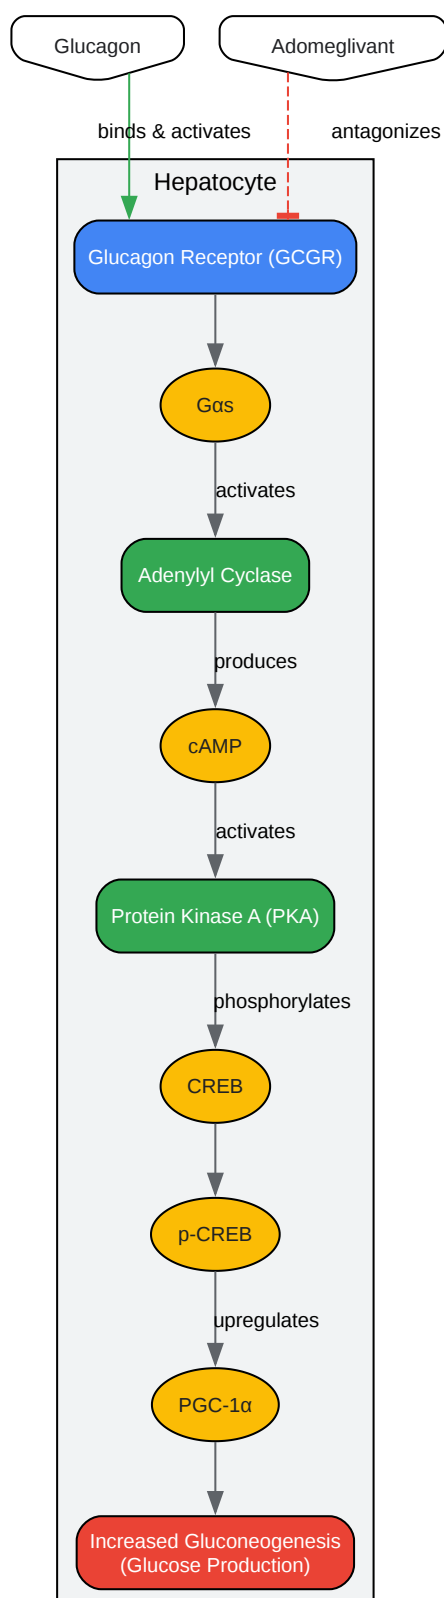 Glucagon
Adomeglivant
binds & activates
antagonizes
Hepatocyte
Glucagon Receptor (GCGR)
Gαs
activates
Adenylyl Cyclase
produces
cAMP
activates
Protein Kinase A (PKA)
phosphorylates
CREB
p-CREB
upregulates
PGC-1α
Increased Gluconeogenesis
(Glucose Production)